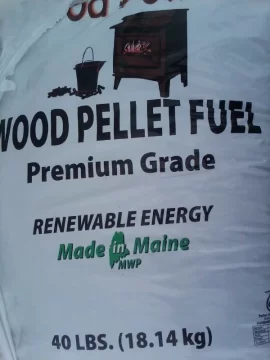 WOOD PELLET FUEL
Premium Grade
RENEWABLE ENERGY
Made in Maine
MWP
40 LBS. (18.14 kg)